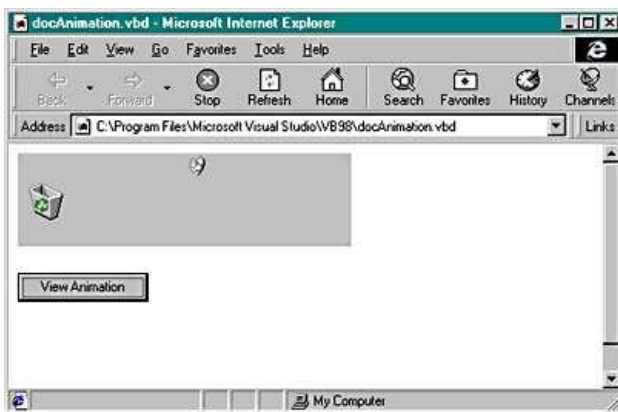 docAnimation.vbd - Microsoft Internet Explorer
File Edit View Go Favorites Tools Help
Back Forward Stop Refresh Home Search Favorites History Channels
Address C:\Program Files\Microsoft Visual Studio\VB98\docAnimation.vbd Links
View Animation
My Computer